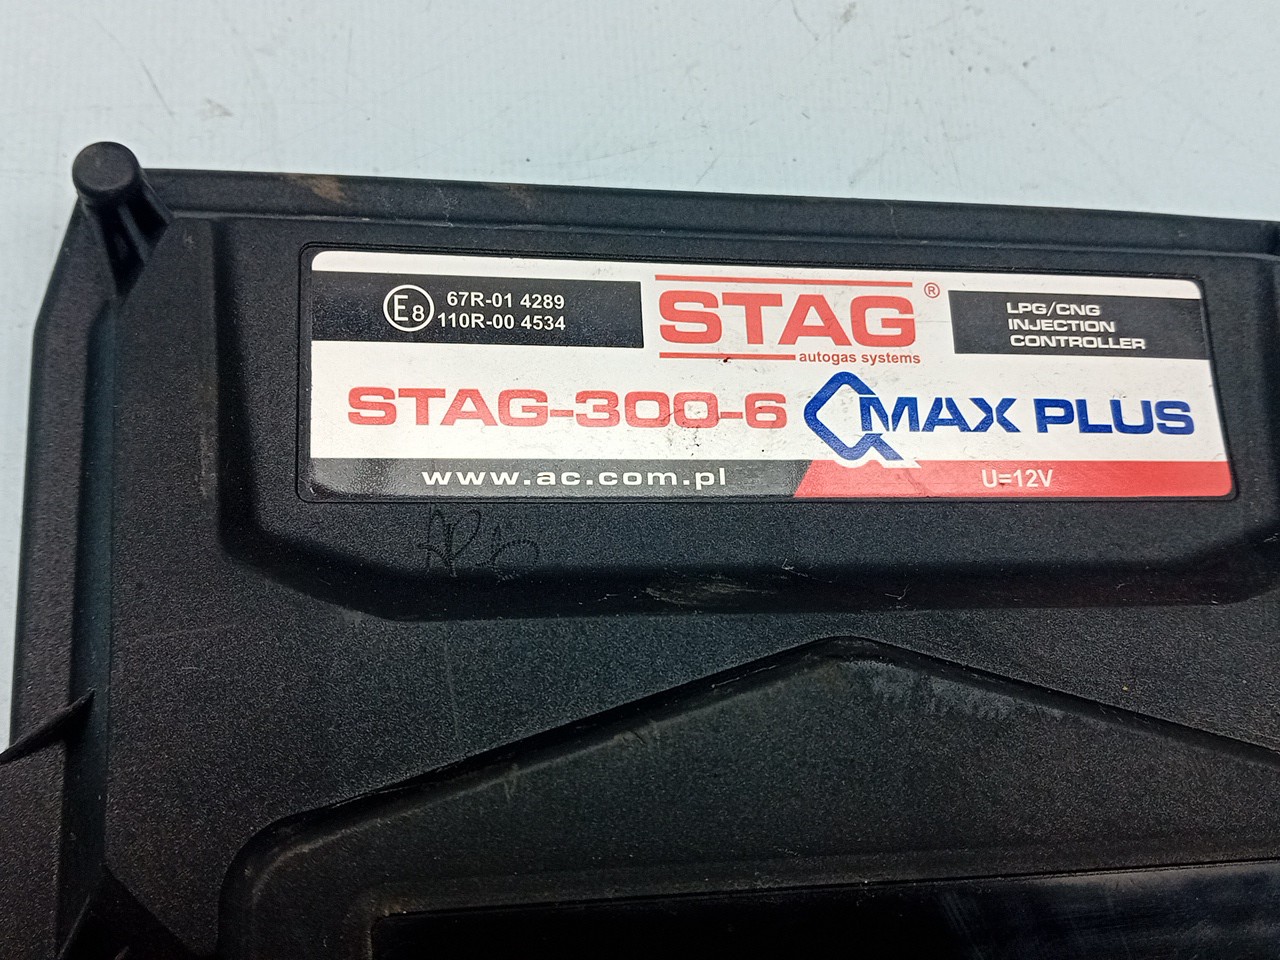 E8 67R-01 4289
110R-00 4534
STAG®
autogas systems
LPG/CNG
INJECTION
CONTROLLER
STAG-300-6 QMAX PLUS
www.ac.com.pl
U=12V